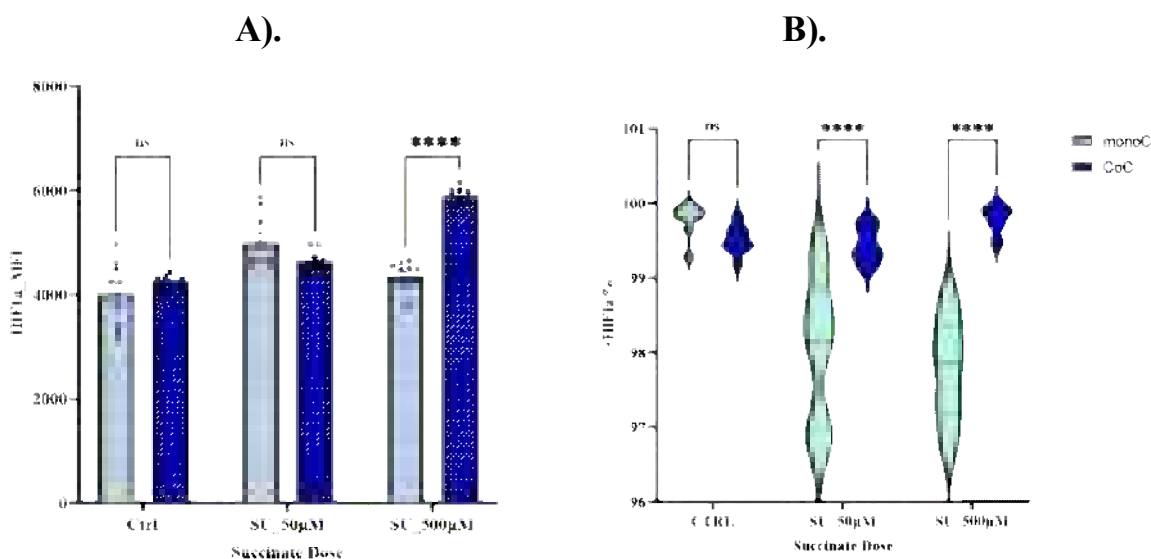 A).
B).
8000
6000
4000
2000
0
ns
ns
****
Ctrl
SU_50µM
SU_500µM
Succinate Dose
101
100
99
98
97
96
ns
****
****
monoC
CoC
CTRL
SU_50µM
SU_500µM
Succinate Dose